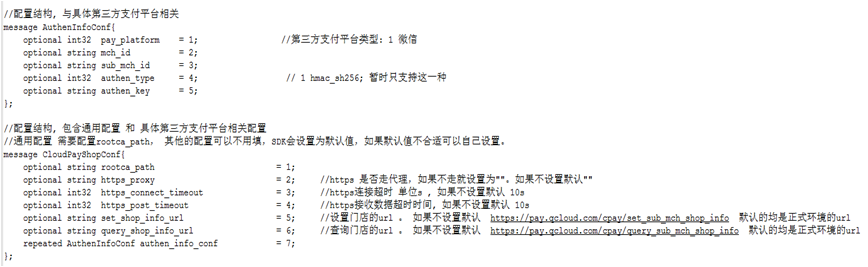 //配置结构, 与具体第三方支付平台相关
message AuthenInfoConf{
optional int32 pay_platform = 1; //第三方支付平台类型: 1 微信
optional string mch_id = 2;
optional string sub_mch_id = 3;
optional int32 authen_type = 4; // 1 hmac_sh256; 暂时只支持这一种
optional string authen_key = 5;
};
//配置结构, 包含通用配置 和 具体第三方支付平台相关配置
//通用配置 需要配置rootca_path, 其他的配置可以不用填, SDK会设置为默认值, 如果默认值不合适可以自己设置。
message CloudPayShopConf{
optional string rootca_path = 1;
optional string https_proxy = 2; //https 是否走代理, 如果不走就设置为""。如果不设置默认""
optional int32 https_connect_timeout = 3; //https连接超时 单位s , 如果不设置默认 10s
optional int32 https_post_timeout = 4; //https接收数据超时时间, 如果不设置默认 10s
optional string set_shop_info_url = 5; //设置门店的url 。 如果不设置默认 https://pay.qcloud.com/cpay/set_sub_mch_shop_info 默认的均是正式环境的url
optional string query_shop_info_url = 6; //查询门店的url 。 如果不设置默认 https://pay.qcloud.com/cpay/query_sub_mch_shop_info 默认的均是正式环境的url
repeated AuthenInfoConf authen_info_conf = 7;
};